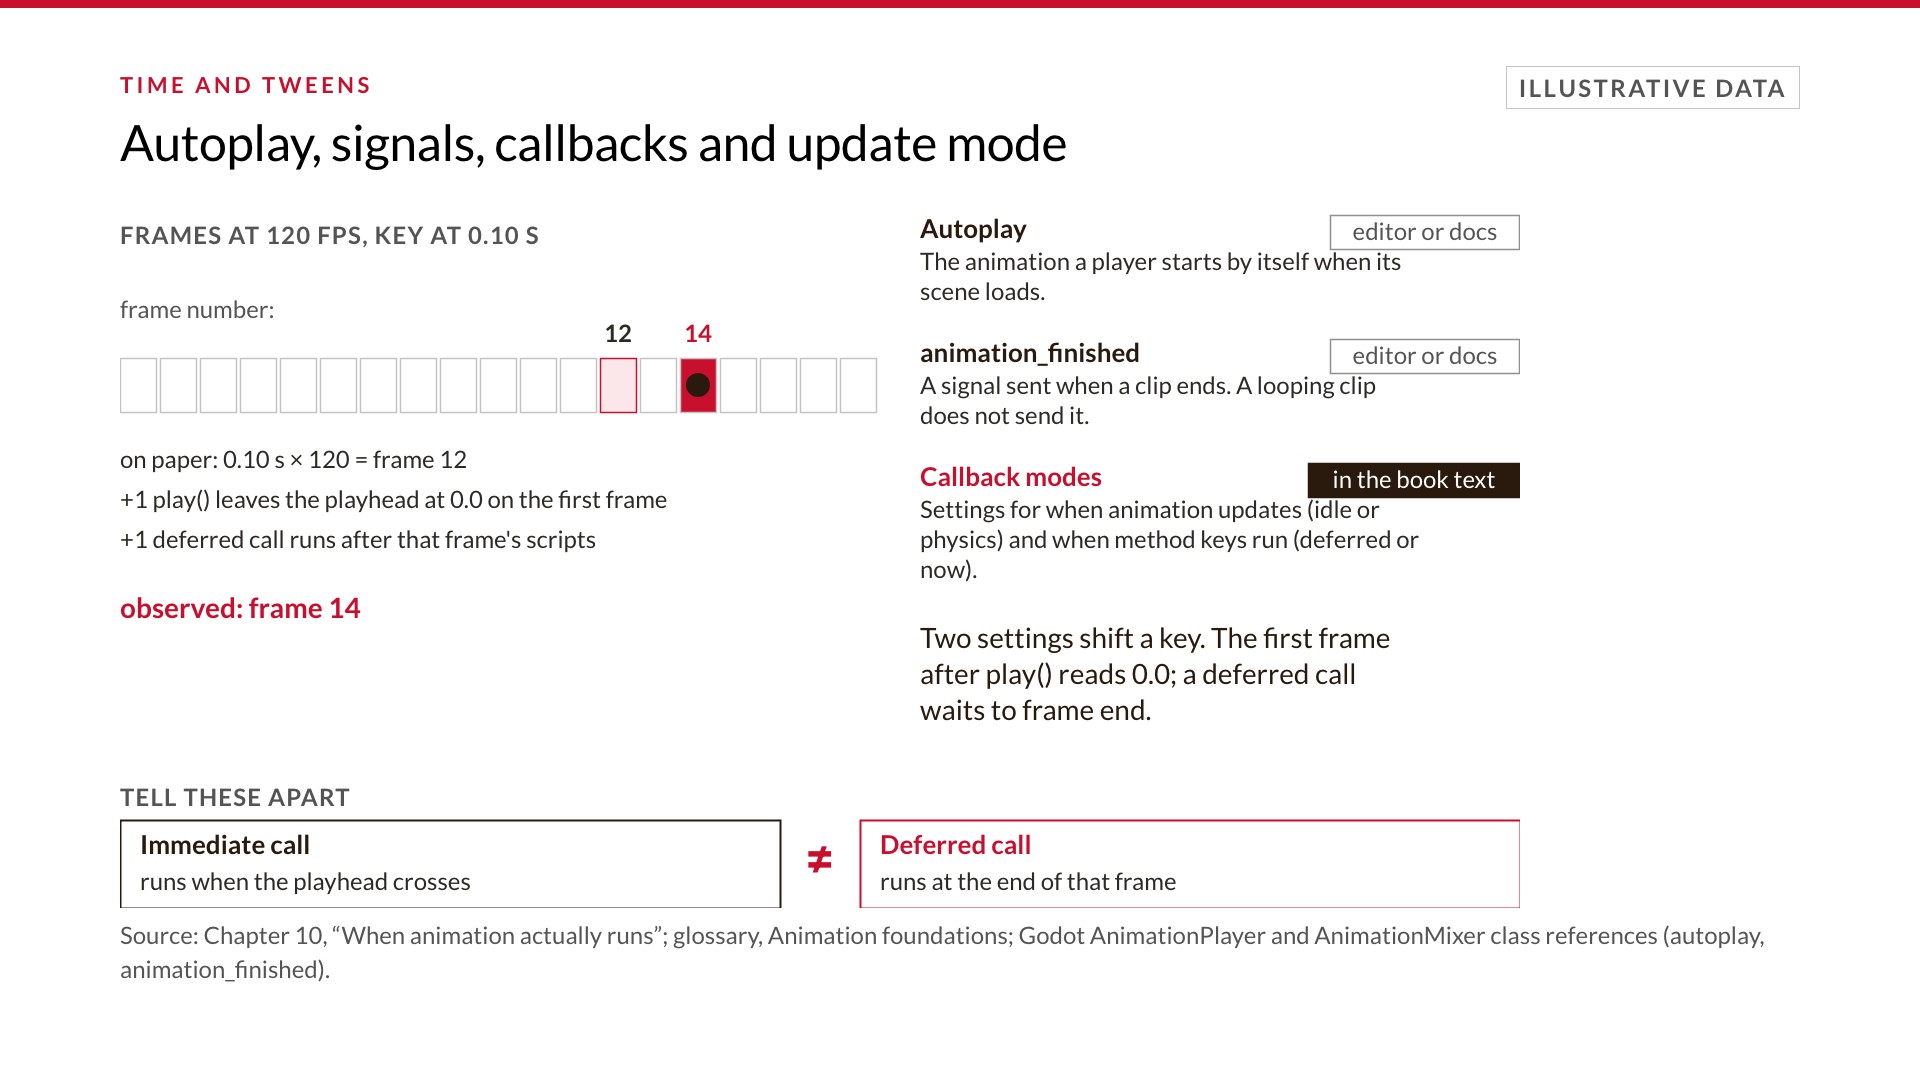 TIME AND TWEENS
ILLUSTRATIVE DATA
Autoplay, signals, callbacks and update mode
FRAMES AT 120 FPS, KEY AT 0.10 S
frame number:
12
14
on paper: 0.10 s × 120 = frame 12
+1 play() leaves the playhead at 0.0 on the first frame
+1 deferred call runs after that frame's scripts
observed: frame 14
Autoplay
editor or docs
The animation a player starts by itself when its
scene loads.
animation_finished
editor or docs
A signal sent when a clip ends. A looping clip
does not send it.
Callback modes
in the book text
Settings for when animation updates (idle or
physics) and when method keys run (deferred or
now).
Two settings shift a key. The first frame
after play() reads 0.0; a deferred call
waits to frame end.
TELL THESE APART
Immediate call
runs when the playhead crosses
≠
Deferred call
runs at the end of that frame
Source: Chapter 10, “When animation actually runs”; glossary, Animation foundations; Godot AnimationPlayer and AnimationMixer class references (autoplay,
animation_finished).